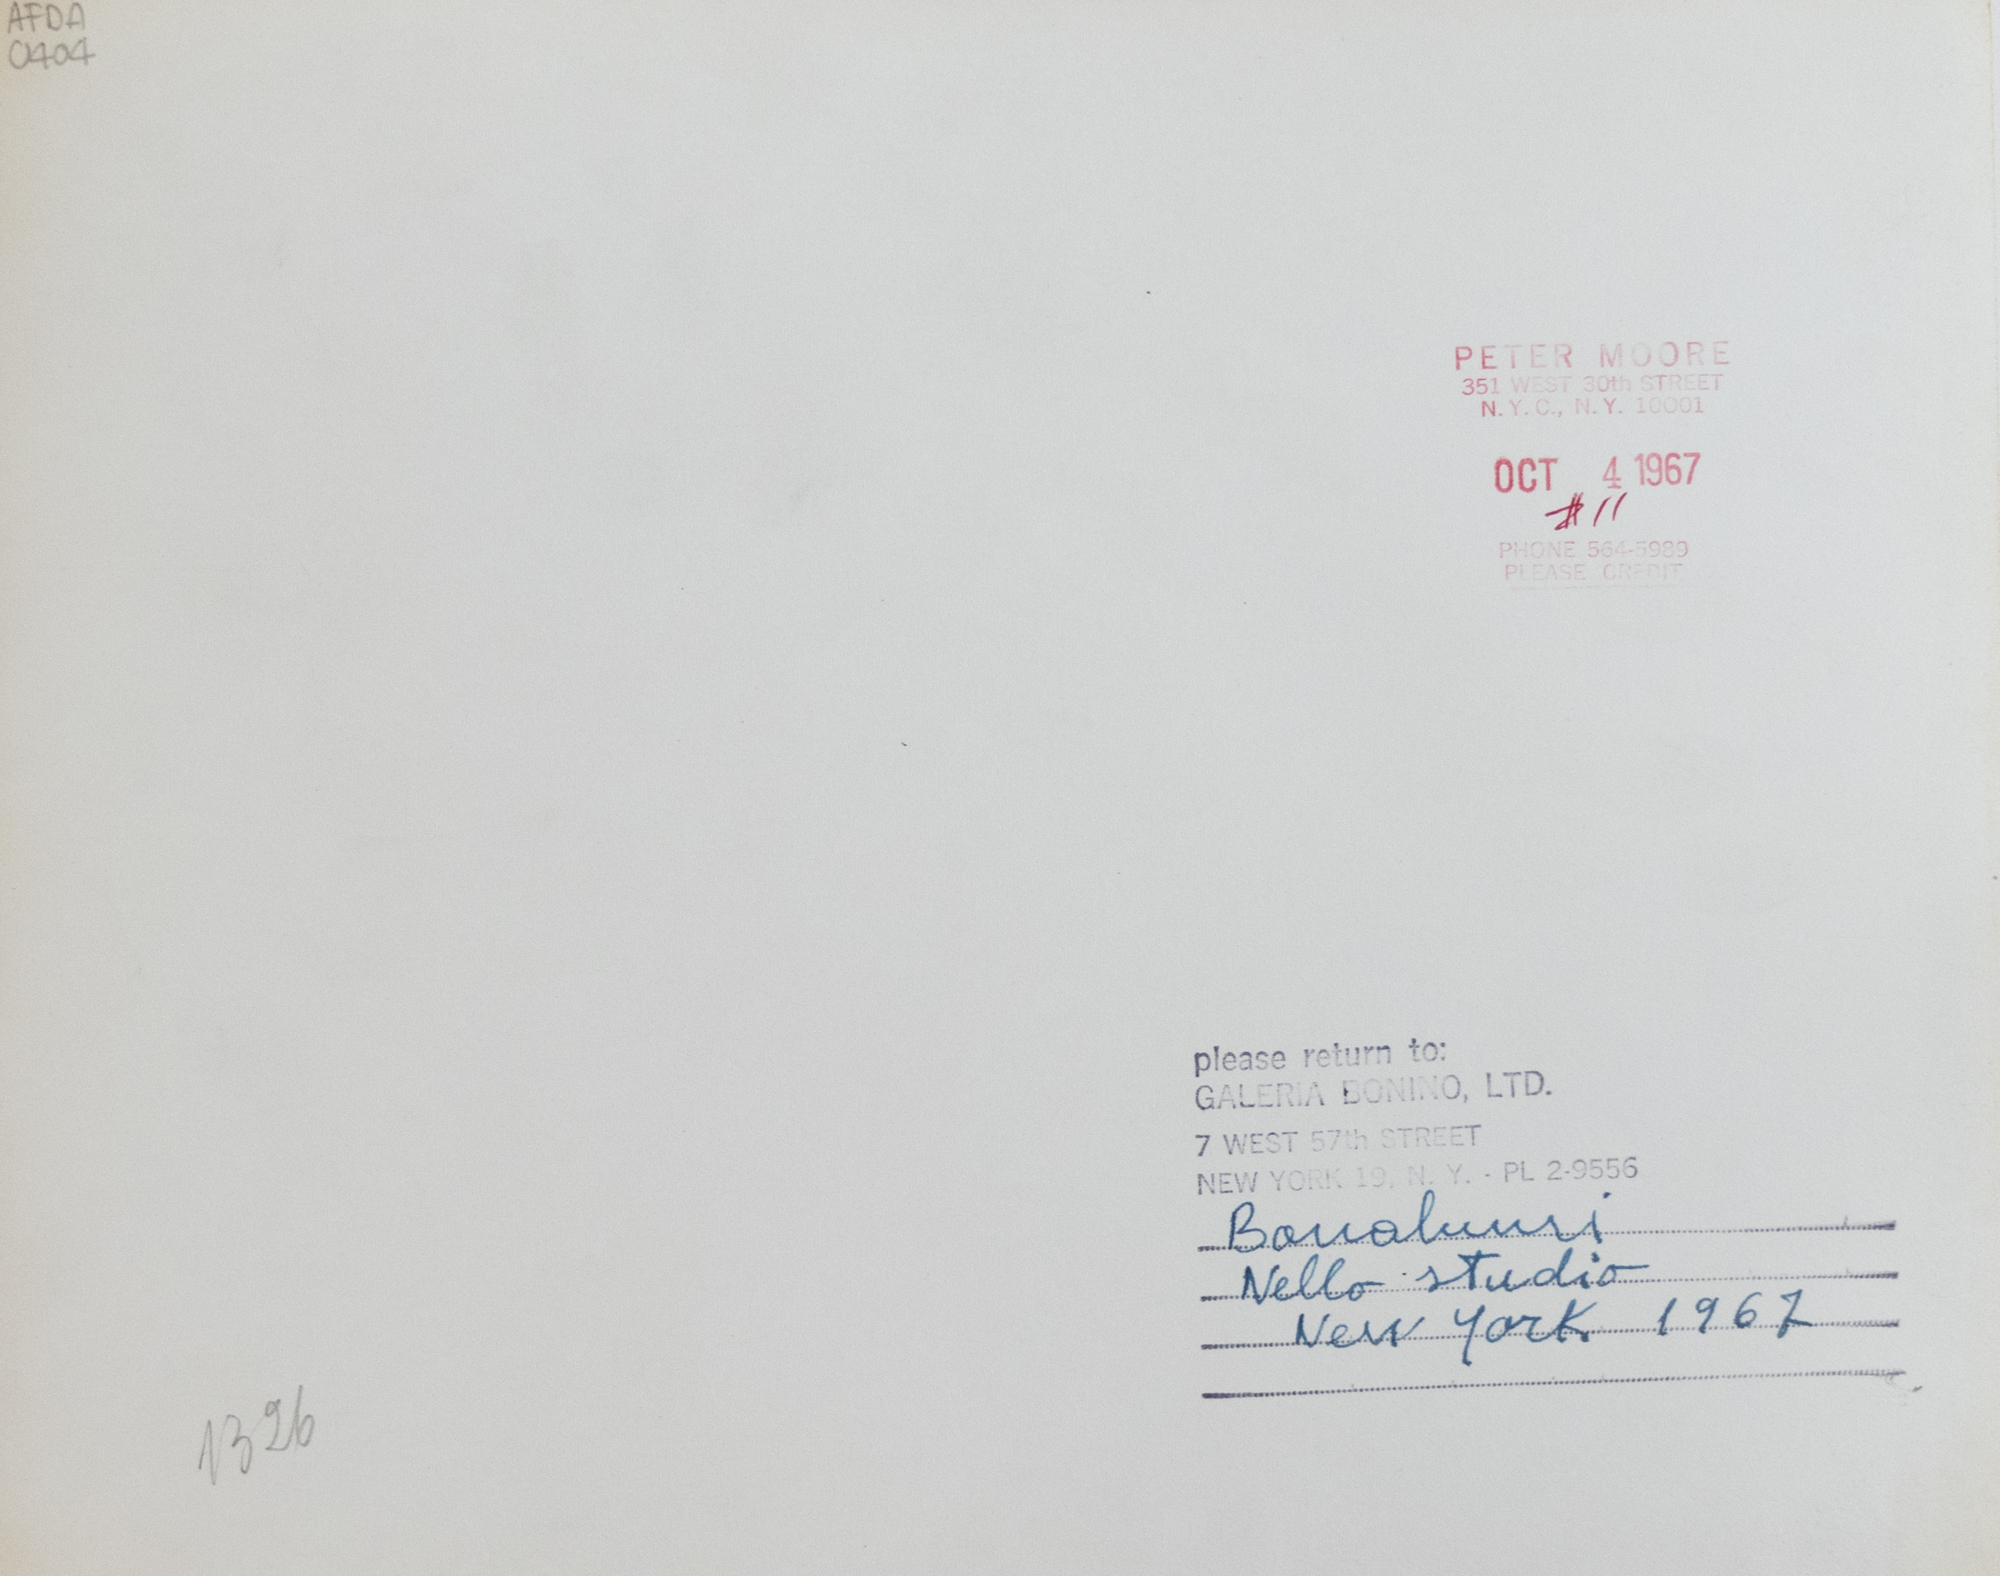 AFDA
0404
PETER MOORE
351 WEST 30th STREET
N.Y.C., N.Y. 10001
OCT 4 1967
#11
PHONE 564-5989
PLEASE CREDIT
please return to:
GALERIA BONINO, LTD.
7 WEST 57th STREET
NEW YORK 19, N. Y. - PL 2-9556
Bonalumi
Nello studio
New York 1967
1326